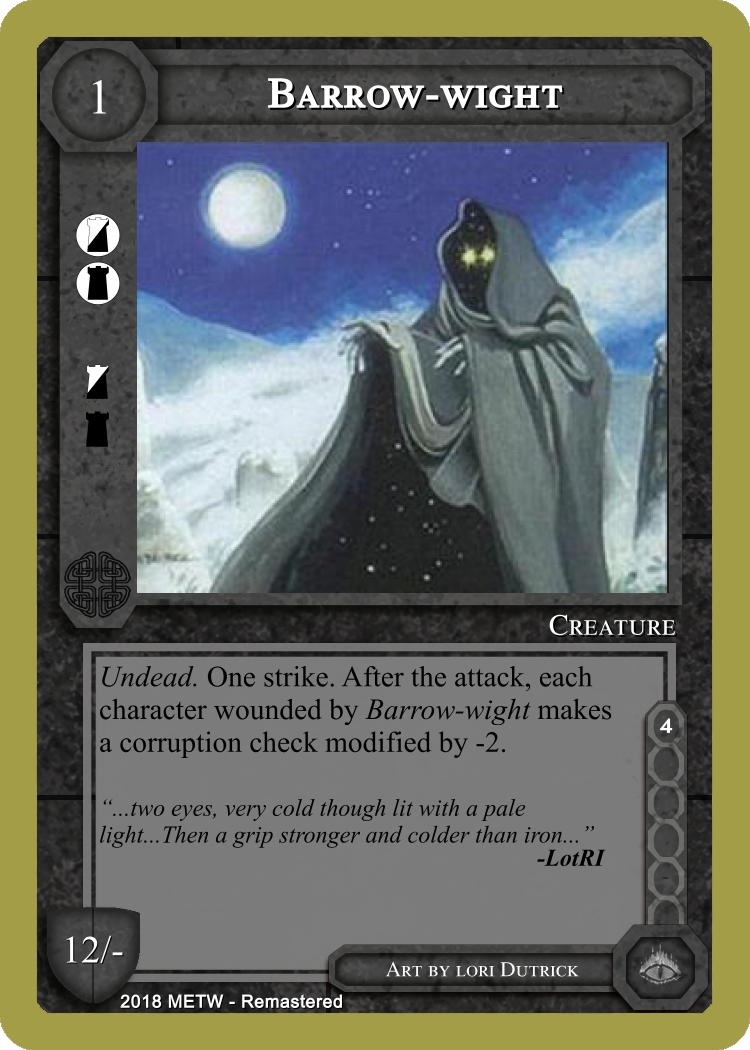 1
BARROW-WIGHT
CREATURE
Undead. One strike. After the attack, each
character wounded by Barrow-wight makes
a corruption check modified by -2.
4
“...two eyes, very cold though lit with a pale
light...Then a grip stronger and colder than iron...”
-LotRI
12/-
ART BY LORI DUTRICK
2018 METW - Remastered